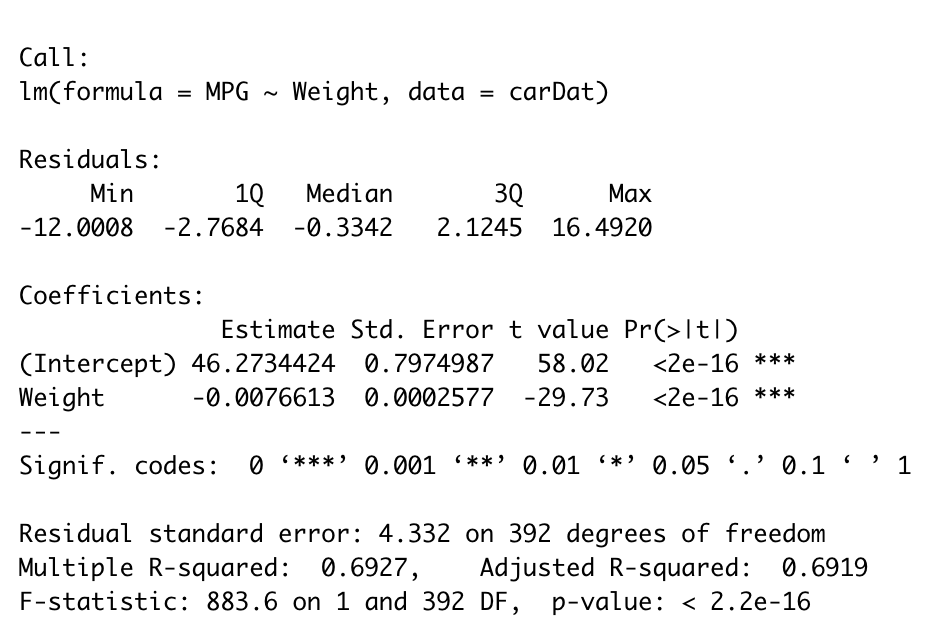 Call:
lm(formula = MPG ~ Weight, data = carDat)
Residuals:
     Min       1Q   Median       3Q      Max
-12.0008  -2.7684  -0.3342   2.1245  16.4920
Coefficients:
              Estimate Std. Error t value Pr(>|t|)
(Intercept) 46.2734424  0.7974987   58.02   <2e-16 ***
Weight      -0.0076613  0.0002577  -29.73   <2e-16 ***
---
Signif. codes:  0 ‘***’ 0.001 ‘**’ 0.01 ‘*’ 0.05 ‘.’ 0.1 ‘ ’ 1
Residual standard error: 4.332 on 392 degrees of freedom
Multiple R-squared:  0.6927,    Adjusted R-squared:  0.6919
F-statistic: 883.6 on 1 and 392 DF,  p-value: < 2.2e-16